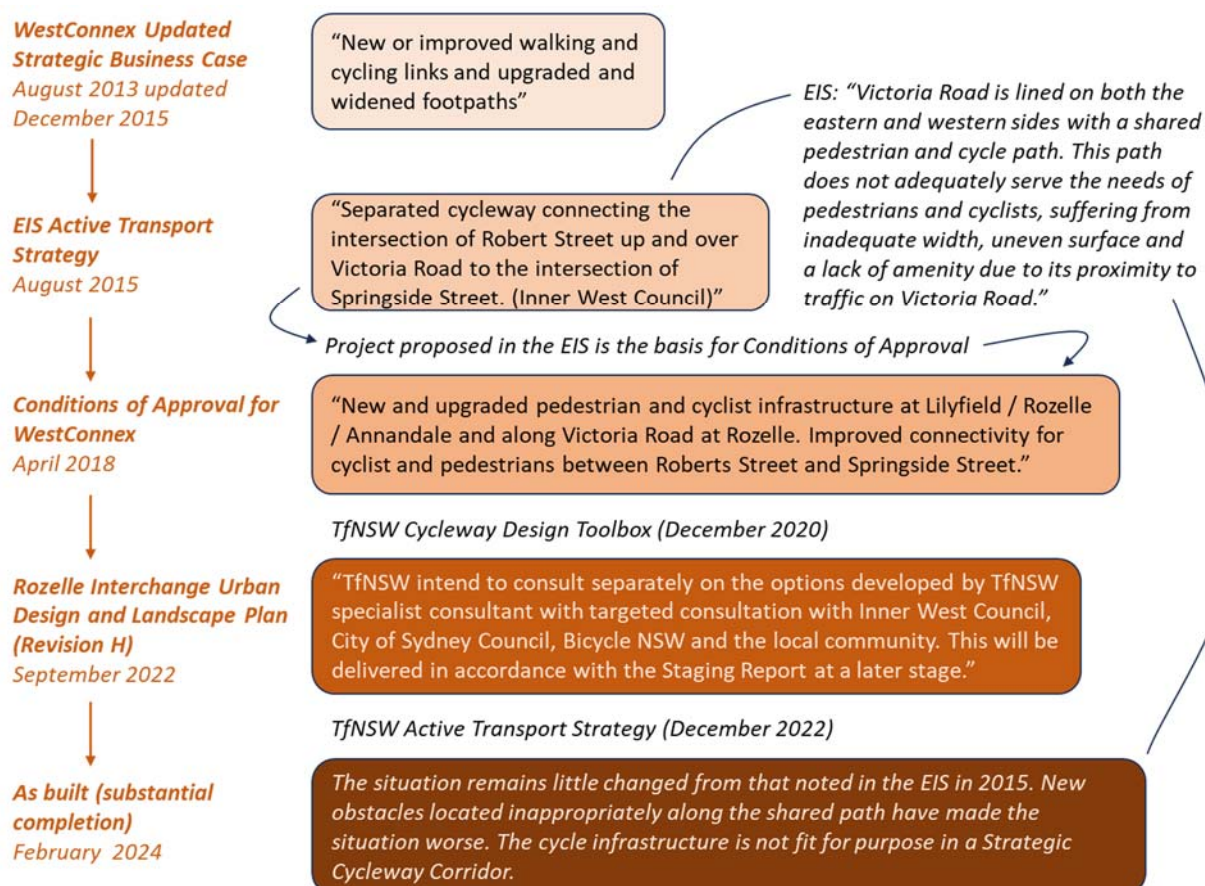 WestConnex Updated
Strategic Business Case
August 2013 updated
December 2015
“New or improved walking and
cycling links and upgraded and
widened footpaths”
EIS: “Victoria Road is lined on both the
eastern and western sides with a shared
pedestrian and cycle path. This path
does not adequately serve the needs of
pedestrians and cyclists, suffering from
inadequate width, uneven surface and
a lack of amenity due to its proximity to
traffic on Victoria Road.”
EIS Active Transport
Strategy
August 2015
“Separated cycleway connecting the
intersection of Robert Street up and over
Victoria Road to the intersection of
Springside Street. (Inner West Council)”
Project proposed in the EIS is the basis for Conditions of Approval
Conditions of Approval for
WestConnex
April 2018
“New and upgraded pedestrian and cyclist infrastructure at Lilyfield / Rozelle
/ Annandale and along Victoria Road at Rozelle. Improved connectivity for
cyclist and pedestrians between Roberts Street and Springside Street.”
TfNSW Cycleway Design Toolbox (December 2020)
Rozelle Interchange Urban
Design and Landscape Plan
(Revision H)
September 2022
“TfNSW intend to consult separately on the options developed by TfNSW
specialist consultant with targeted consultation with Inner West Council,
City of Sydney Council, Bicycle NSW and the local community. This will be
delivered in accordance with the Staging Report at a later stage.”
TfNSW Active Transport Strategy (December 2022)
As built (substantial
completion)
February 2024
The situation remains little changed from that noted in the EIS in 2015. New
obstacles located inappropriately along the shared path have made the
situation worse. The cycle infrastructure is not fit for purpose in a Strategic
Cycleway Corridor.